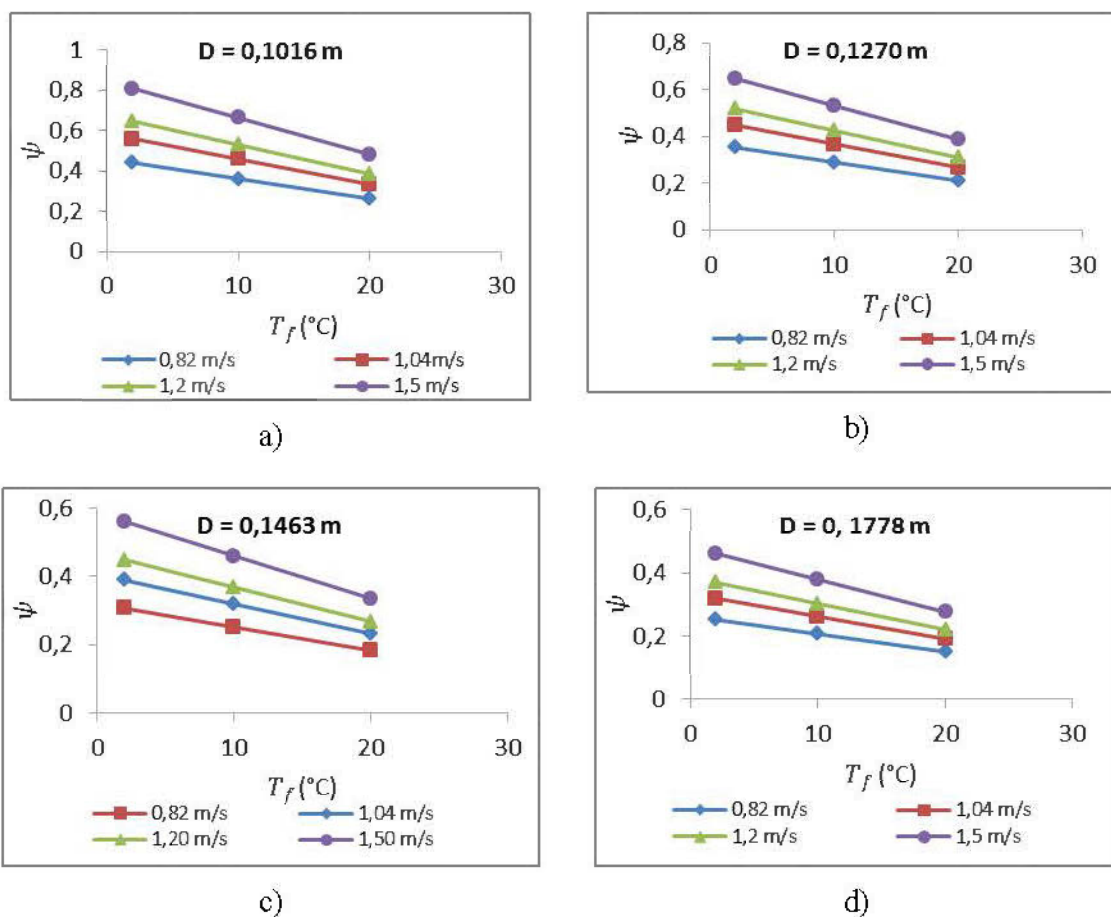 D = 0,1016 m
1
0,8
0,6
0,4
0,2
0
ψ
0 10 20 30
T_f (°C)
0,82 m/s 1,04m/s
1,2 m/s 1,5 m/s
a)
D = 0,1270 m
0,8
0,6
0,4
0,2
0
ψ
0 10 20 30
T_f (°C)
0,82 m/s 1,04 m/s
1,2 m/s 1,5 m/s
b)
D = 0,1463 m
0,6
0,4
0,2
0
ψ
0 10 20 30
T_f (°C)
0,82 m/s 1,04 m/s
1,20 m/s 1,50 m/s
c)
D = 0, 1778 m
0,6
0,4
0,2
0
ψ
0 10 20 30
T_f (°C)
0,82 m/s 1,04 m/s
1,2 m/s 1,5 m/s
d)